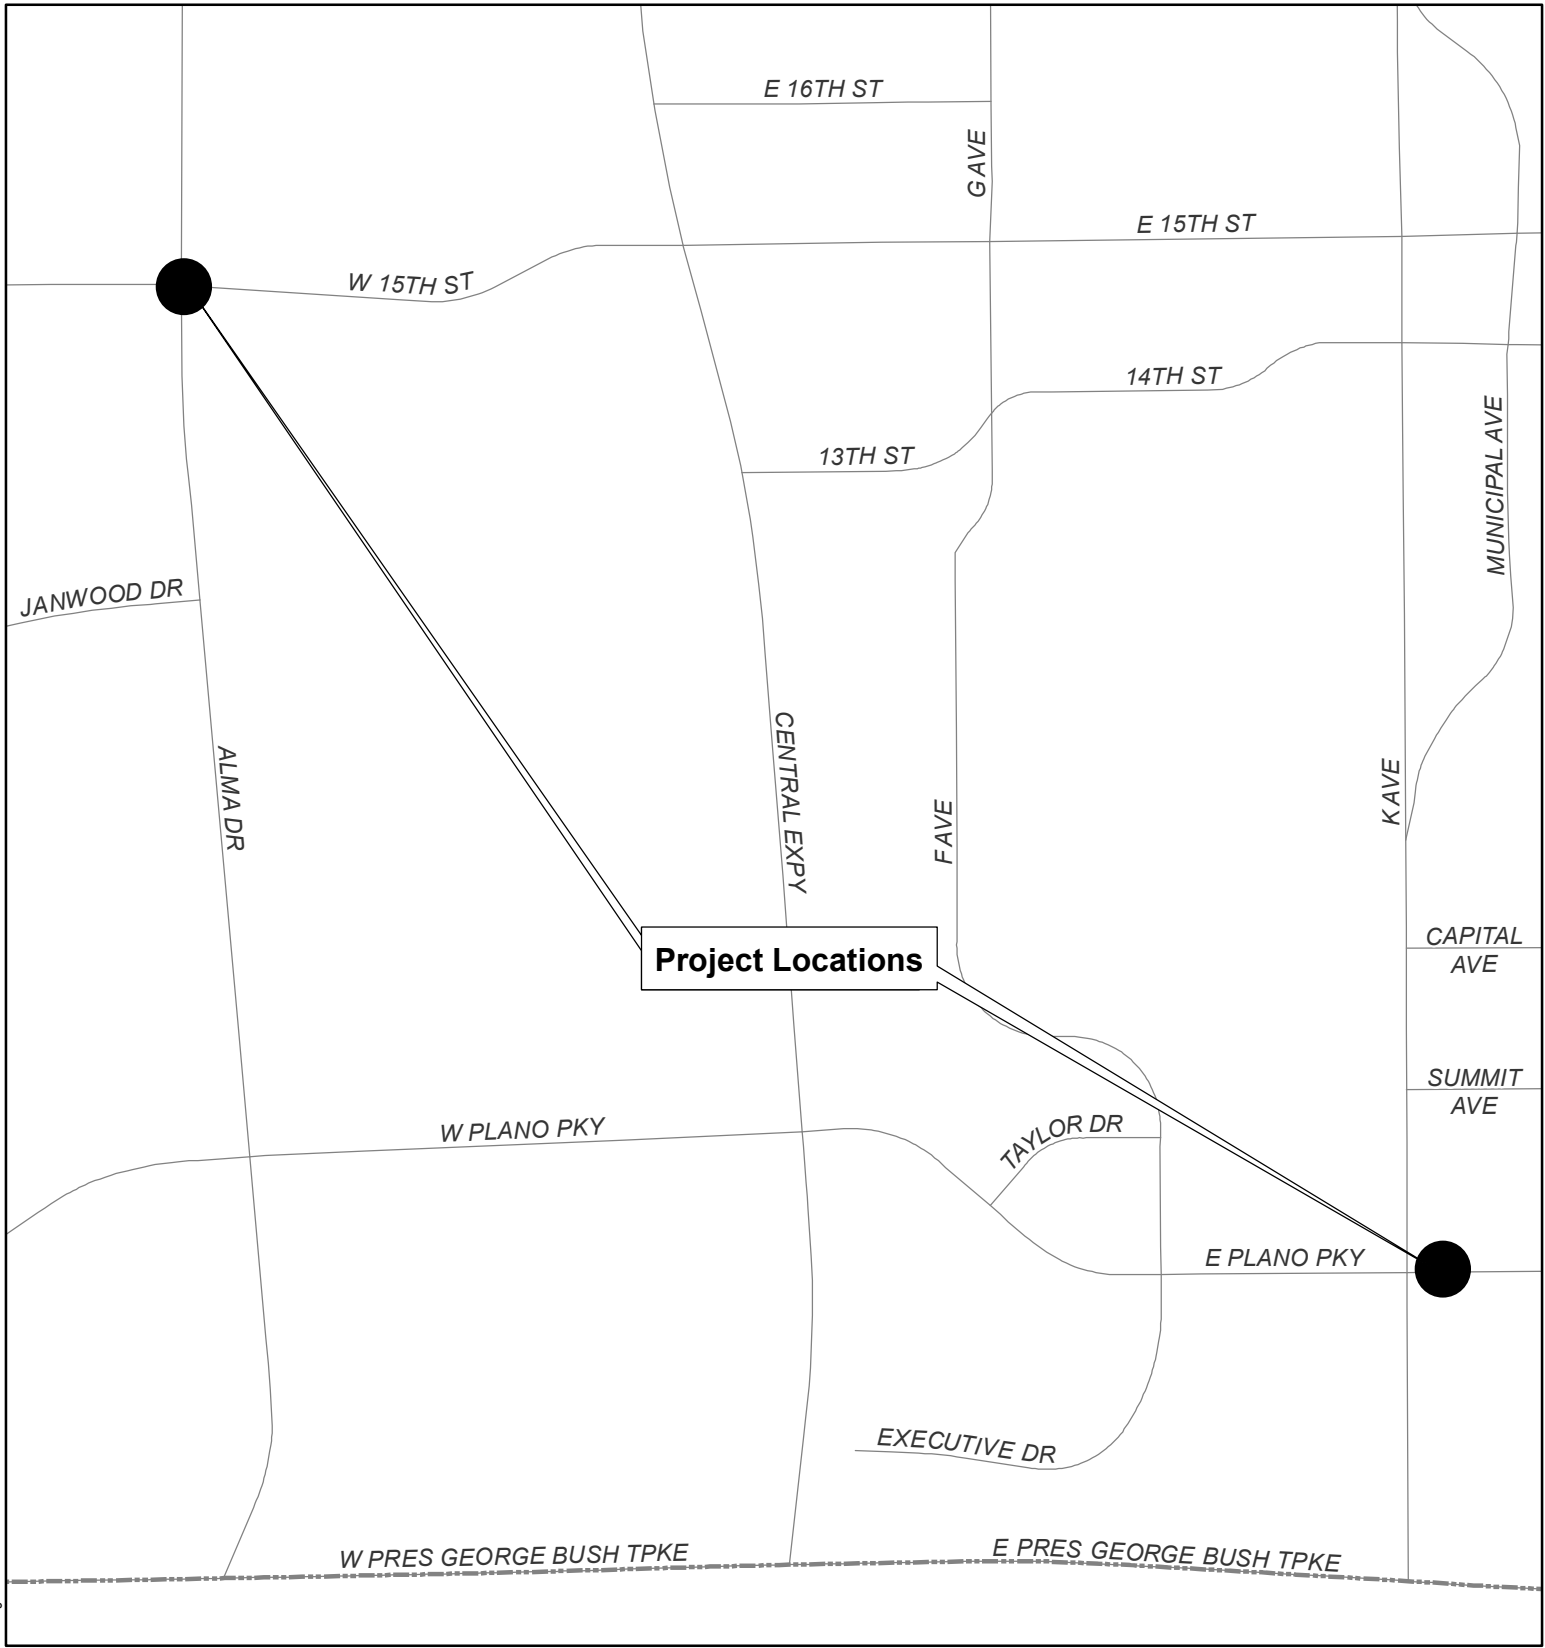 E 16TH ST
G AVE
E 15TH ST
W 15TH ST
14TH ST
MUNICIPAL AVE
13TH ST
JANWOOD DR
CENTRAL EXPY
ALMA DR
K AVE
F AVE
CAPITAL
AVE
Project Locations
SUMMIT
AVE
W PLANO PKY
TAYLOR DR
E PLANO PKY
EXECUTIVE DR
W PRES GEORGE BUSH TPKE
E PRES GEORGE BUSH TPKE